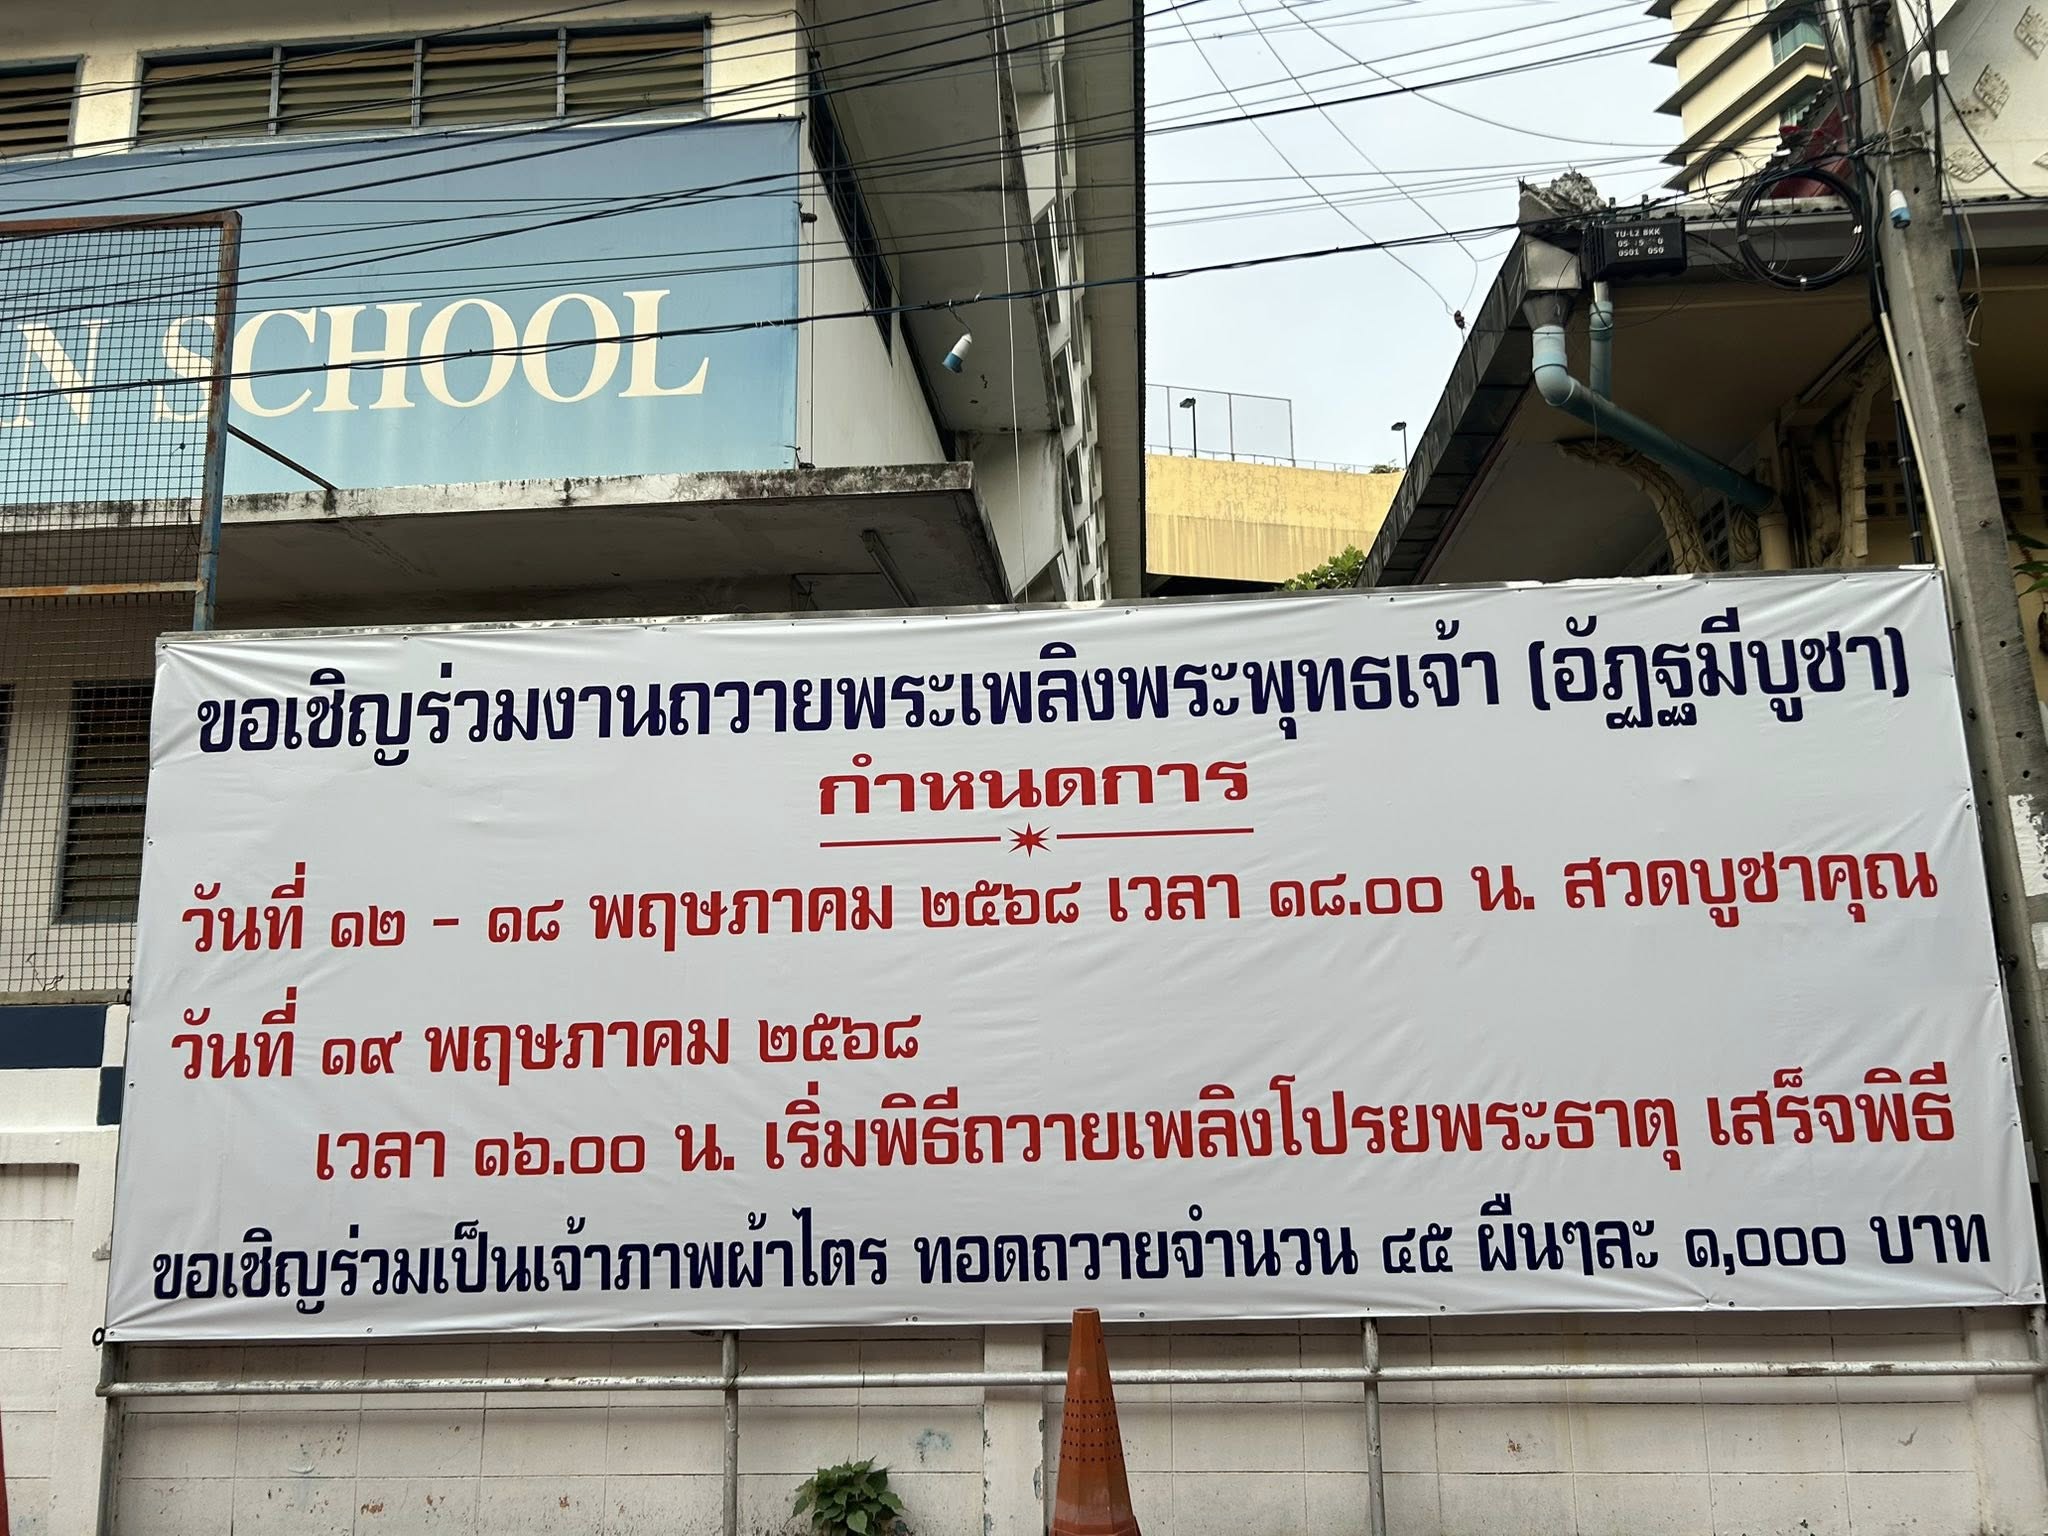 N SCHOOL
TU-L2 BKK
ขอเชิญร่วมงานถวายพระเพลิงพระพุทธเจ้า (อัฏฐมีบูชา)
กำหนดการ
วันที่ ๑๒ - ๑๘ พฤษภาคม ๒๕๖๘ เวลา ๑๘.๐๐ น. สวดบูชาคุณ
วันที่ ๑๙ พฤษภาคม ๒๕๖๘
เวลา ๑๖.๐๐ น. เริ่มพิธีถวายเพลิงโปรยพระธาตุ เสร็จพิธี
ขอเชิญร่วมเป็นเจ้าภาพผ้าไตร ทอดถวายจำนวน ๔๕ ผืนๆละ ๑,๐๐๐ บาท